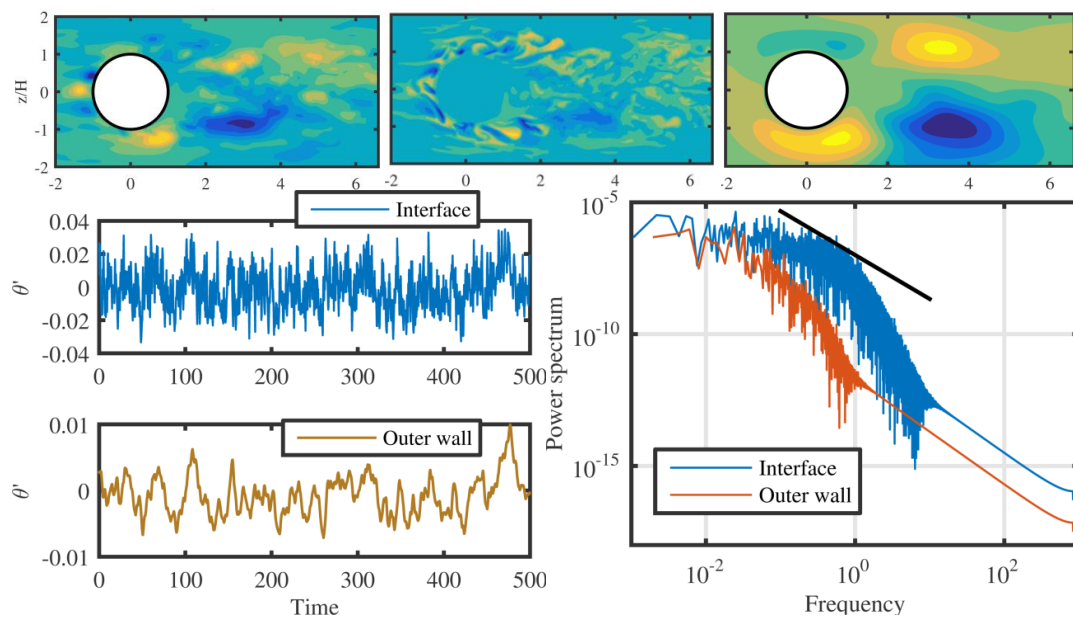 2
1
0
-1
-2
z/H
-2 0 2 4 6
-2 0 2 4 6
-2 0 2 4 6
Interface
0.04
0.02
0
-0.02
-0.04
θ'
0 100 200 300 400 500
Outer wall
0.01
0
-0.01
θ'
0 100 200 300 400 500
Time
10^-5
10^-10
10^-15
Power spectrum
Interface
Outer wall
10^-2 10^0 10^2
Frequency